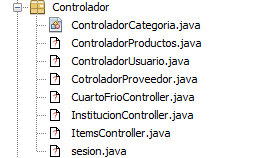 Controlador
ControladorCategoria.java
ControladorProductos.java
ControladorUsuario.java
CotroladorProveedor.java
CuartoFrioController.java
InstitucionController.java
ItemsController.java
sesion.java